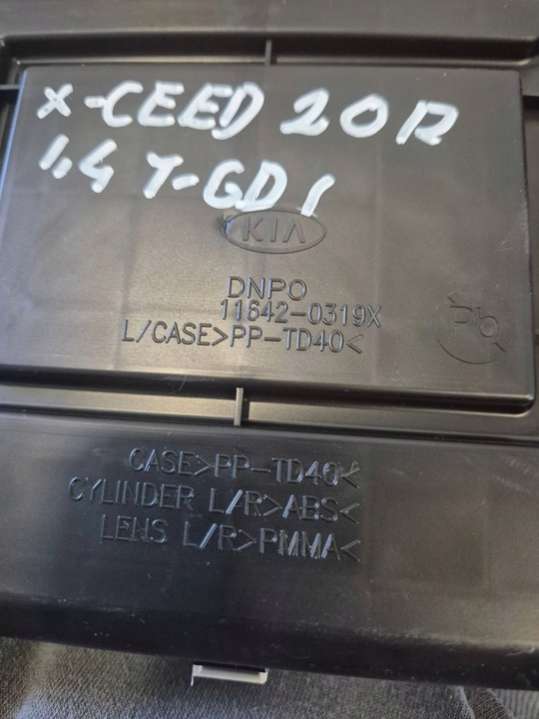 X-CEED 20R
1,4 T-GDI
KIA
DNPO
11642-0319X
L/CASE>PP-TD40<
Pb
CASE>PP-TD40<
CYLINDER L/R>ABS<
LENS L/R>PMMA<